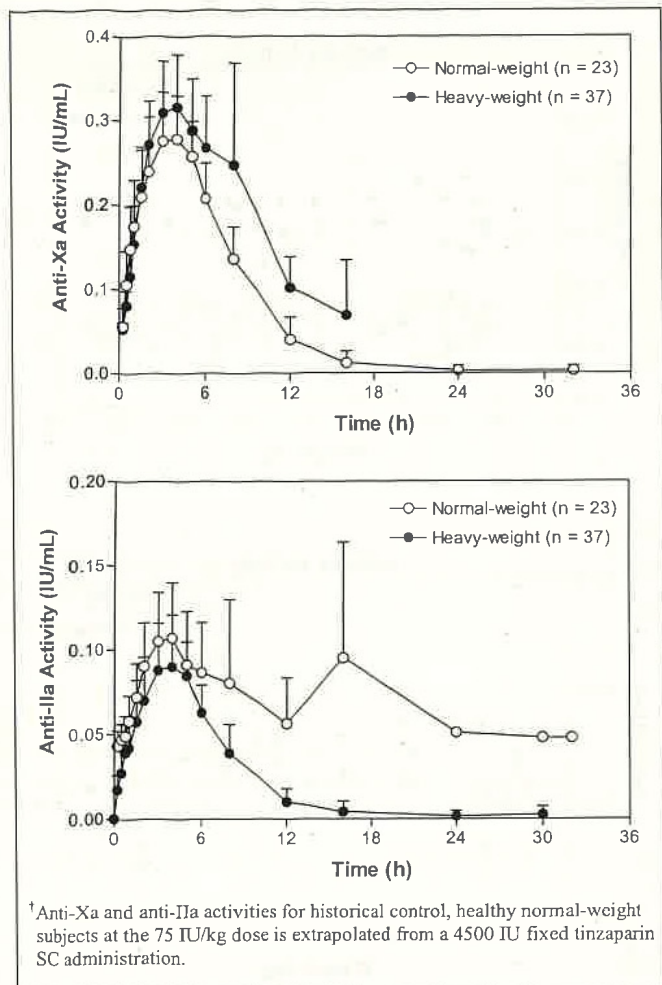 0.4
Normal-weight (n = 23)
Heavy-weight (n = 37)
0.3
0.2
0.1
0.0
Anti-Xa Activity (IU/mL)
0 6 12 18 24 30 36
Time (h)
0.20
Normal-weight (n = 23)
Heavy-weight (n = 37)
0.15
0.10
0.05
0.00
Anti-IIa Activity (IU/mL)
0 6 12 18 24 30 36
Time (h)
†Anti-Xa and anti-IIa activities for historical control, healthy normal-weight
subjects at the 75 IU/kg dose is extrapolated from a 4500 IU fixed tinzaparin
SC administration.